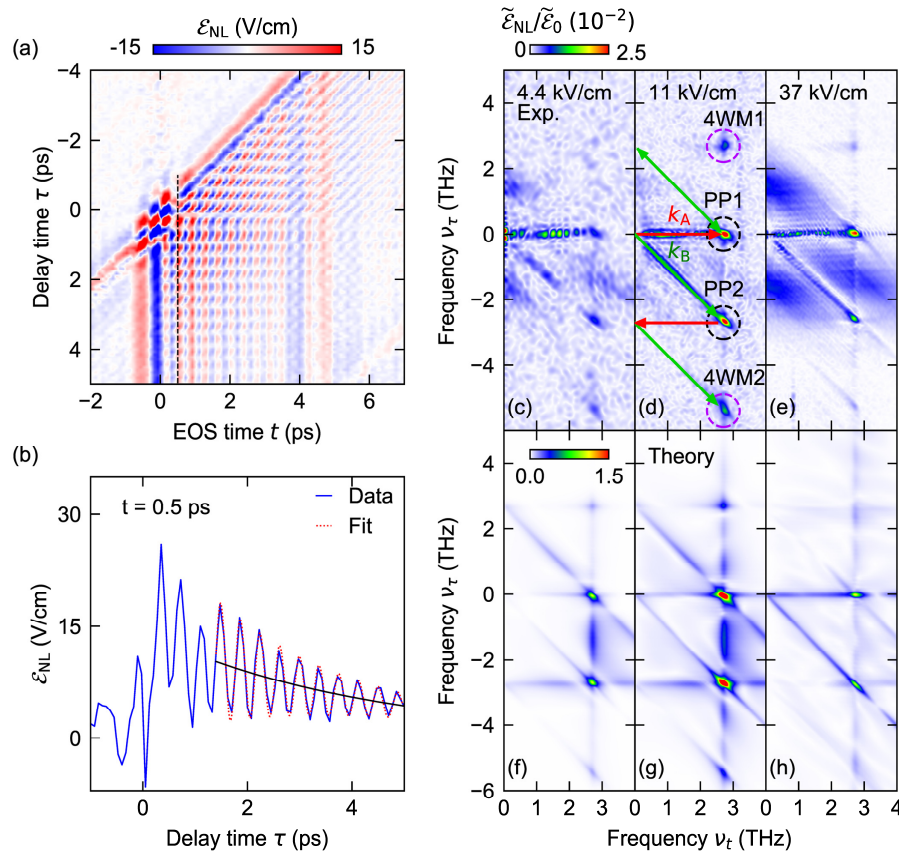 (a)
ℰNL (V/cm)
-15 15
Delay time τ (ps)
-4
-2
0
2
4
-2 0 2 4 6
EOS time t (ps)
(b)
t = 0.5 ps
Data
Fit
ℰNL (V/cm)
30
15
0
0 2 4
Delay time τ (ps)
ℰ̃NL/ℰ̃0 (10⁻²)
0 2.5
4.4 kV/cm
Exp.
11 kV/cm
37 kV/cm
4WM1
PP1
kA
kB
PP2
4WM2
Frequency ντ (THz)
4
2
0
-2
-4
(c) (d) (e)
0.0 1.5
Theory
Frequency ντ (THz)
4
2
0
-2
-4
-6
(f) (g) (h)
0 1 2 3 0 1 2 3 0 1 2 3 4
Frequency νt (THz)